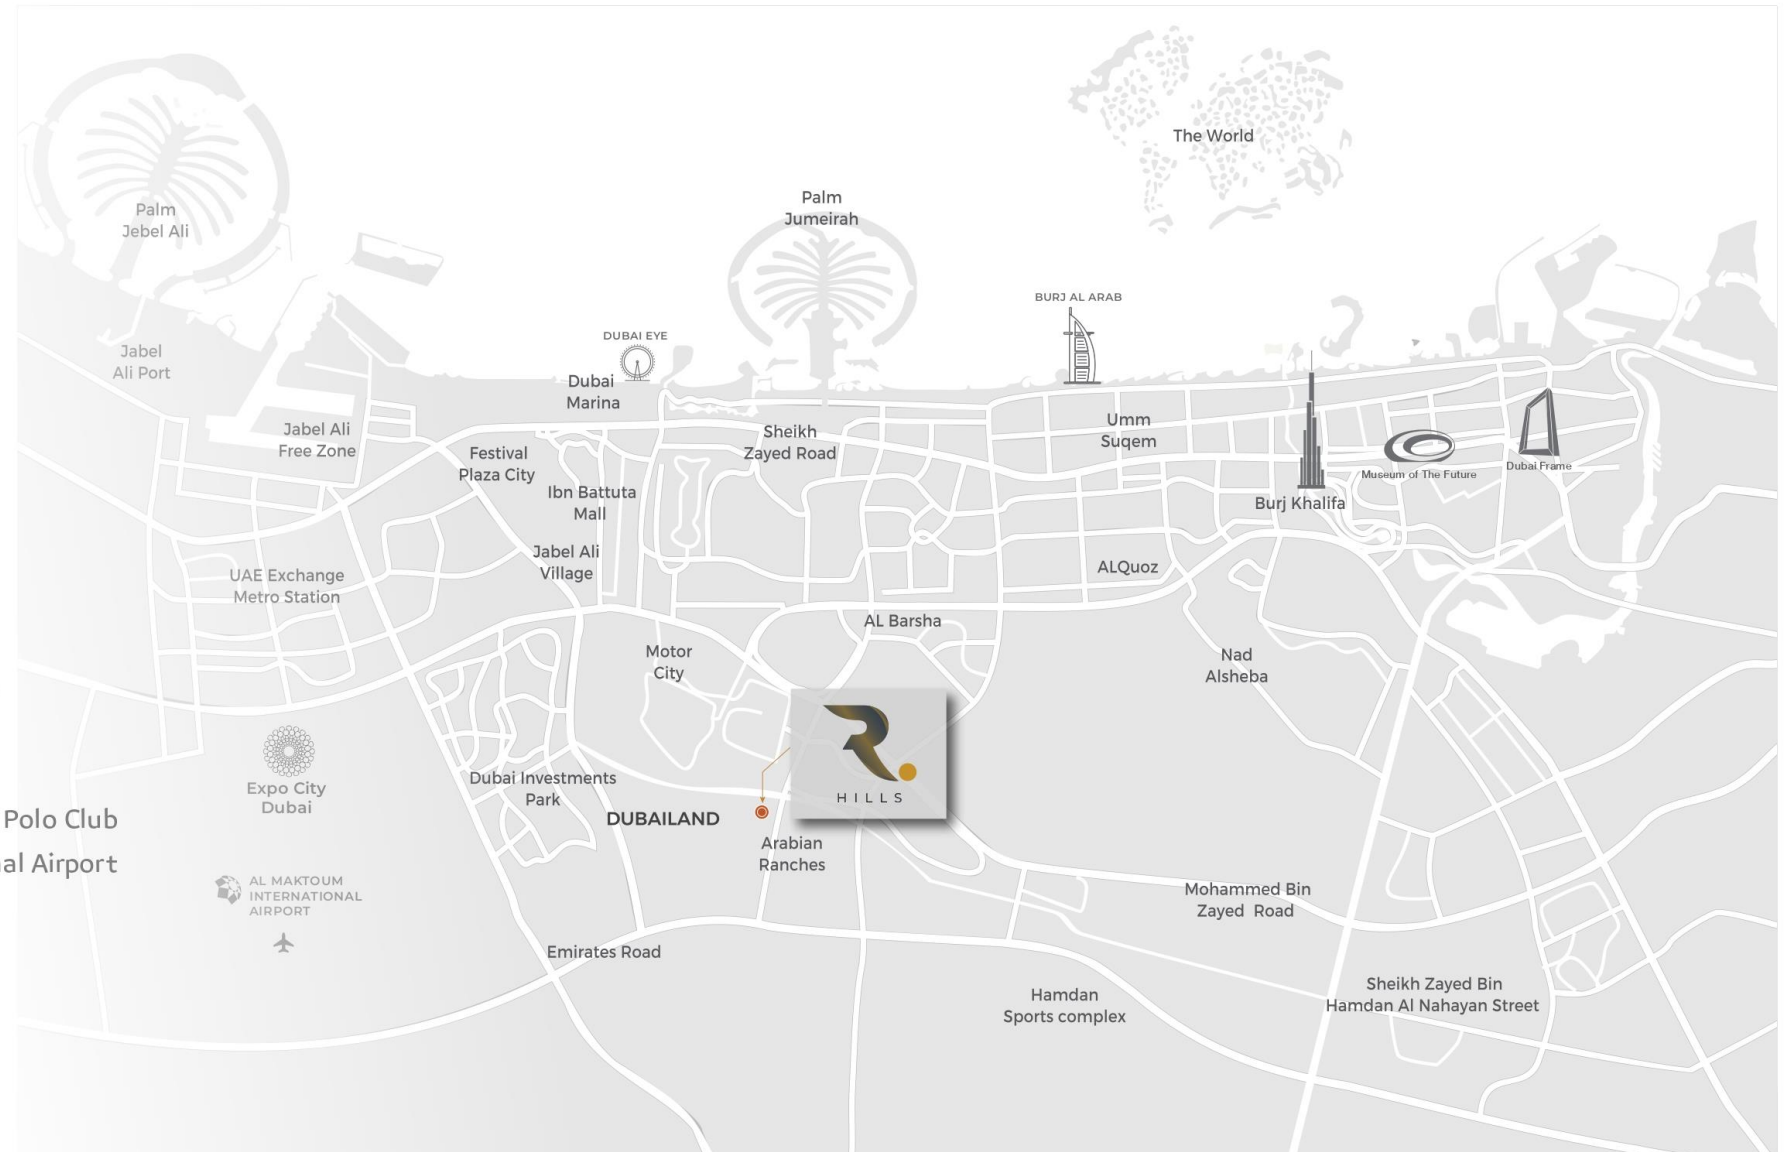 The World
Palm
Jumeirah
Palm
Jebel Ali
BURJ AL ARAB
DUBAI EYE
Jabel
Ali Port
Dubai
Marina
Jabel Ali
Free Zone
Festival
Plaza City
Sheikh
Zayed Road
Umm
Suqem
Museum of The Future
Dubai Frame
Burj Khalifa
Ibn Battuta
Mall
Jabel Ali
Village
ALQuoz
UAE Exchange
Metro Station
AL Barsha
Motor
City
Nad
Alsheba
R
HILLS
Expo City
Dubai
Dubai Investments
Park
DUBAILAND
Polo Club
Airport
Arabian
Ranches
AL MAKTOUM
INTERNATIONAL
AIRPORT
Mohammed Bin
Zayed Road
Emirates Road
Hamdan
Sports complex
Sheikh Zayed Bin
Hamdan Al Nahayan Street